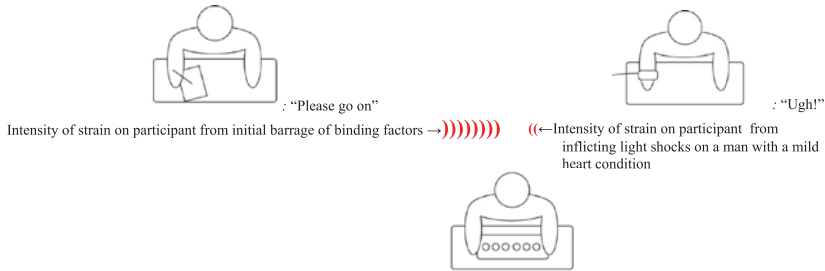 : “Please go on”
: “Ugh!”
Intensity of strain on participant from initial barrage of binding factors →))))))))
((←Intensity of strain on participant from
inflicting light shocks on a man with a mild
heart condition